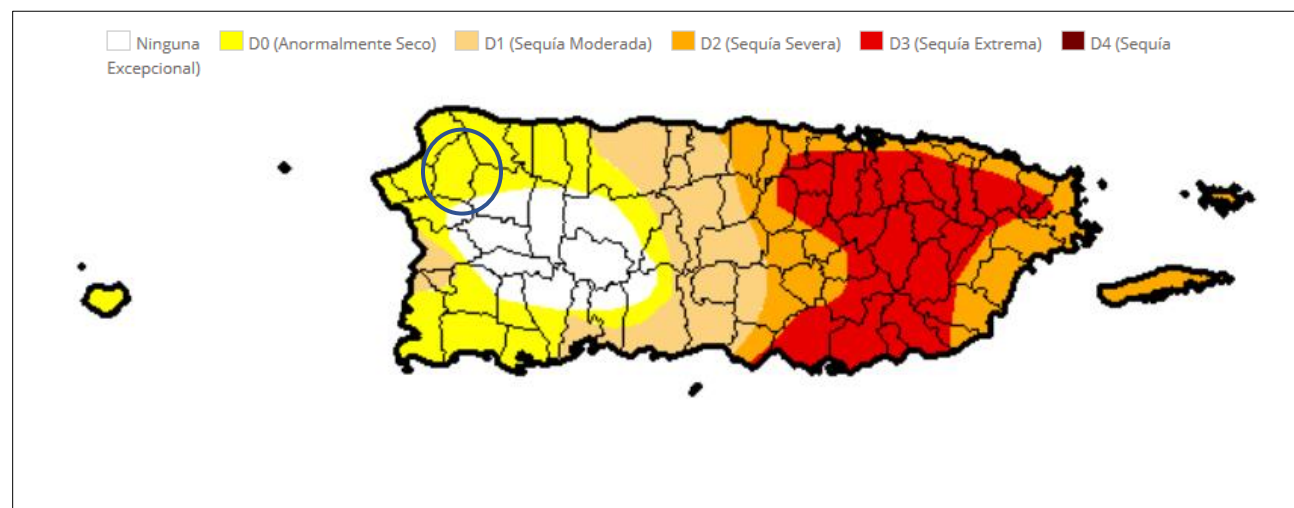 Ninguna D0 (Anormalmente Seco) D1 (Sequía Moderada) D2 (Sequía Severa) D3 (Sequía Extrema) D4 (Sequía
Excepcional)